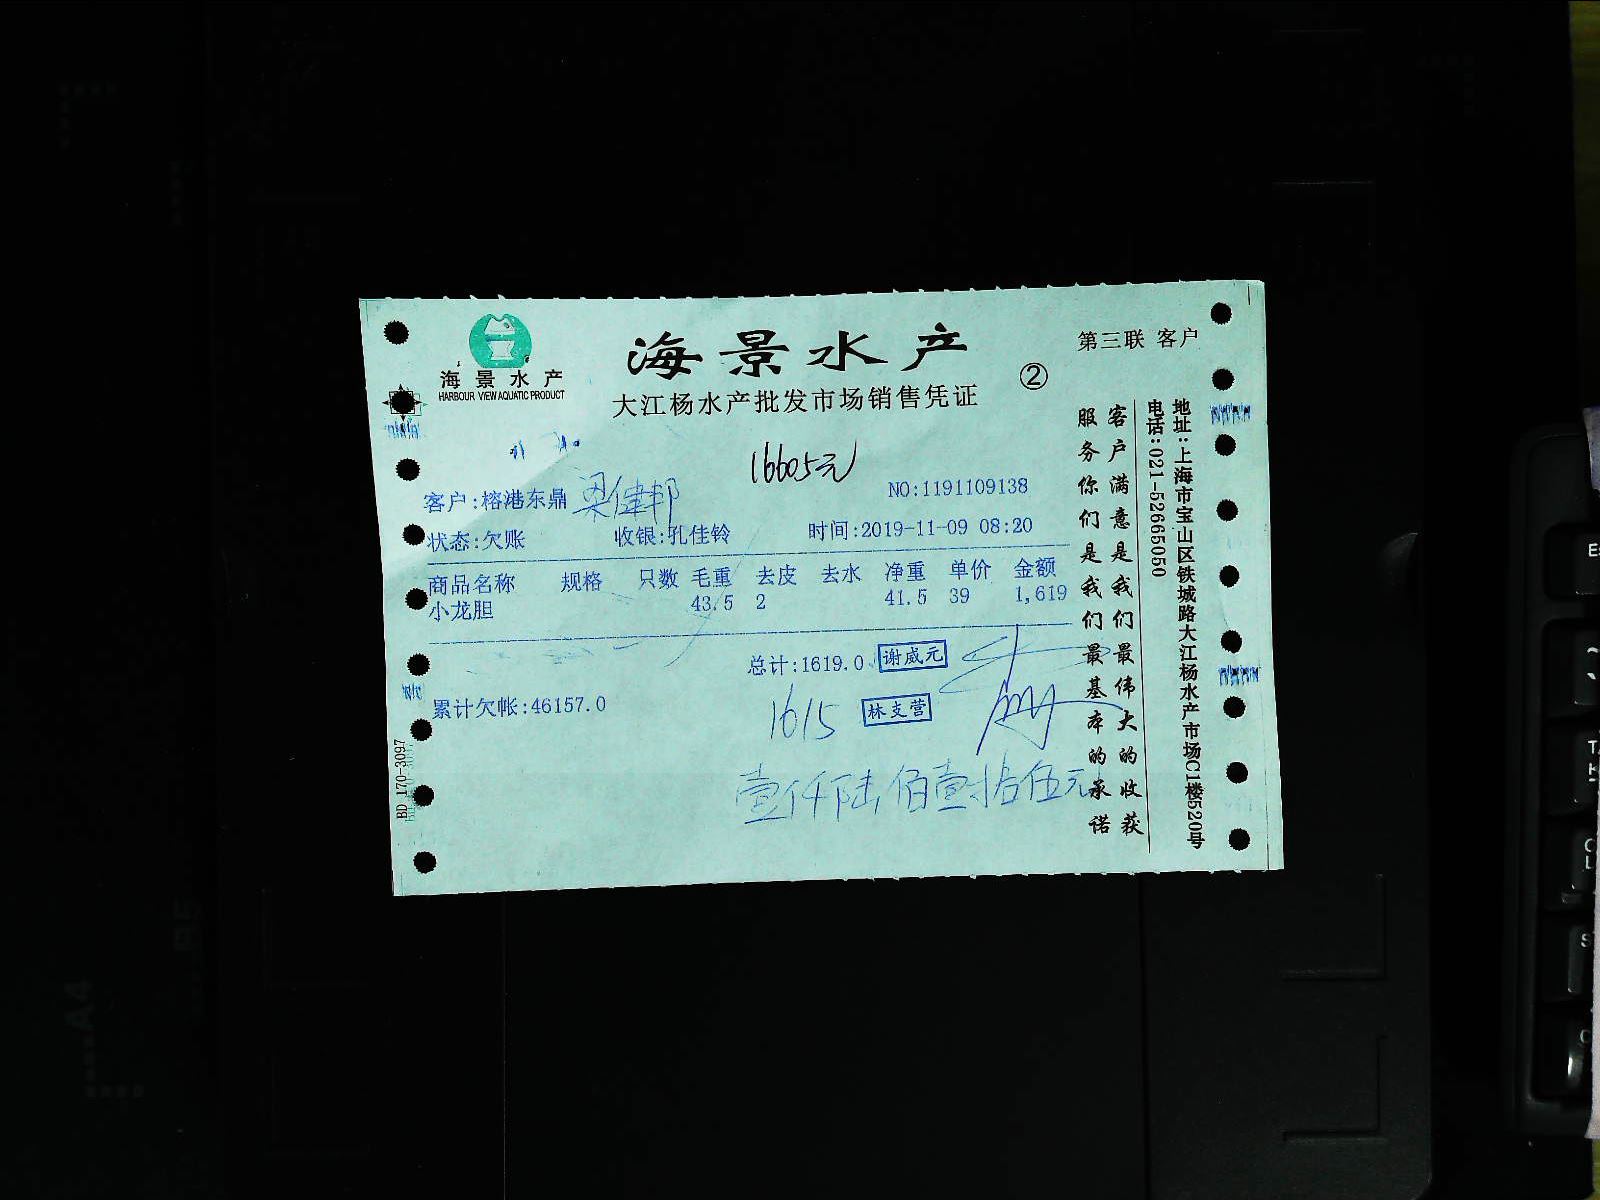 海景水产
HARBOUR VIEW AQUATIC PRODUCT
海景水产
大江杨水产批发市场销售凭证
②
第三联 客户
16605元
客户:榕港东鼎 梁健邦
NO:1191109138
状态:欠账 收银:孔佳铃 时间:2019-11-09 08:20
商品名称 规格 只数 毛重 去皮 去水 净重 单价 金额
小龙胆 43.5 2 41.5 39 1,619
总计:1619.0 谢威元
累计欠帐:46157.0
1615 林支营
壹仟陆佰壹拾伍元
客户满意是我们最伟大的收获
服务你们是我们最基本的承诺
地址:上海市宝山区铁城路大江杨水产市场C1楼520号
电话:021-52665050
BD 170-3097